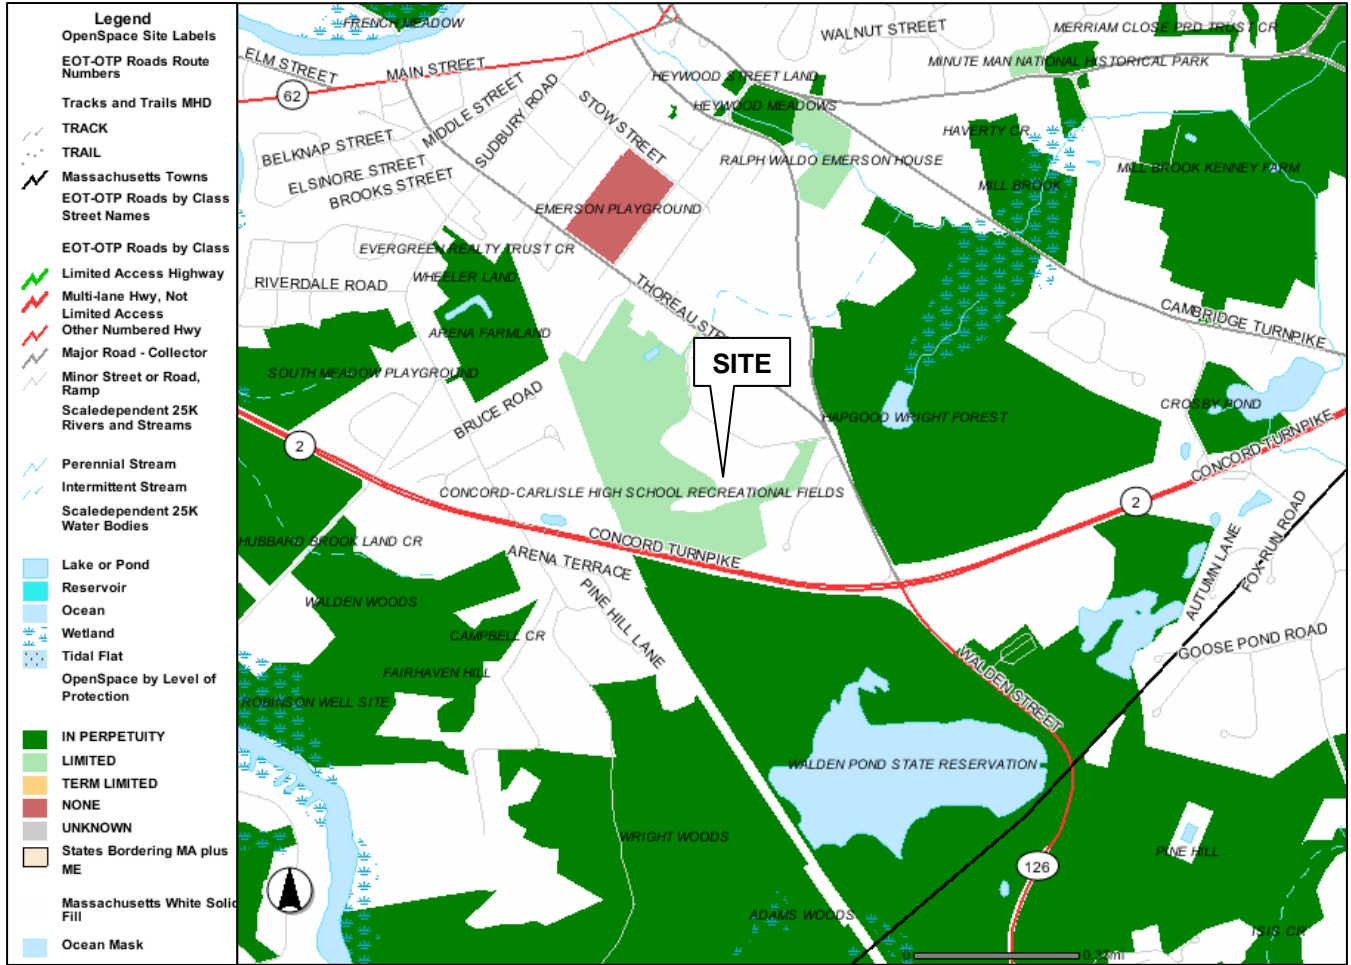 Legend
OpenSpace Site Labels
EOT-OTP Roads Route
Numbers
Tracks and Trails MHD
TRACK
TRAIL
Massachusetts Towns
EOT-OTP Roads by Class
Street Names
EOT-OTP Roads by Class
Limited Access Highway
Multi-lane Hwy, Not
Limited Access
Other Numbered Hwy
Major Road - Collector
Minor Street or Road,
Ramp
Scaledependent 25K
Rivers and Streams
Perennial Stream
Intermittent Stream
Scaledependent 25K
Water Bodies
Lake or Pond
Reservoir
Ocean
Wetland
Tidal Flat
OpenSpace by Level of
Protection
IN PERPETUITY
LIMITED
TERM LIMITED
NONE
UNKNOWN
States Bordering MA plus
ME
Massachusetts White Solid
Fill
Ocean Mask
FRENCH MEADOW
WALNUT STREET
MERRIAM CLOSE PRD TRUST CR
ELM STREET
MAIN STREET
62
HEYWOOD STREET LAND
MINUTE MAN NATIONAL HISTORICAL PARK
MIDDLE STREET
SUDBURY ROAD
STOW STREET
HEYWOOD MEADOWS
HAVERTY CR
BELKNAP STREET
ELSINORE STREET
BROOKS STREET
RALPH WALDO EMERSON HOUSE
MILL BROOK
MILL BROOK KENNEY FARM
EMERSON PLAYGROUND
EVERGREEN REALTY TRUST CR
WHEELER LAND
RIVERDALE ROAD
THOREAU STR
CAMBRIDGE TURNPIKE
ARENA FARMLAND
SITE
SOUTH MEADOW PLAYGROUND
BRUCE ROAD
HAPGOOD WRIGHT FOREST
CROSBY POND
2
CONCORD TURNPIKE
CONCORD-CARLISLE HIGH SCHOOL RECREATIONAL FIELDS
2
HUBBARD BROOK LAND CR
CONCORD TURNPIKE
ARENA TERRACE
PINE HILL LANE
AUTUMN LANE
FOX-RUN ROAD
WALDEN WOODS
CAMPBELL CR
GOOSE POND ROAD
FAIRHAVEN HILL
WALDEN STREET
ROBINSON WELL SITE
WALDEN POND STATE RESERVATION
WRIGHT WOODS
PINE HILL
126
ADAMS WOODS
ISIS CR
0
0.33mi